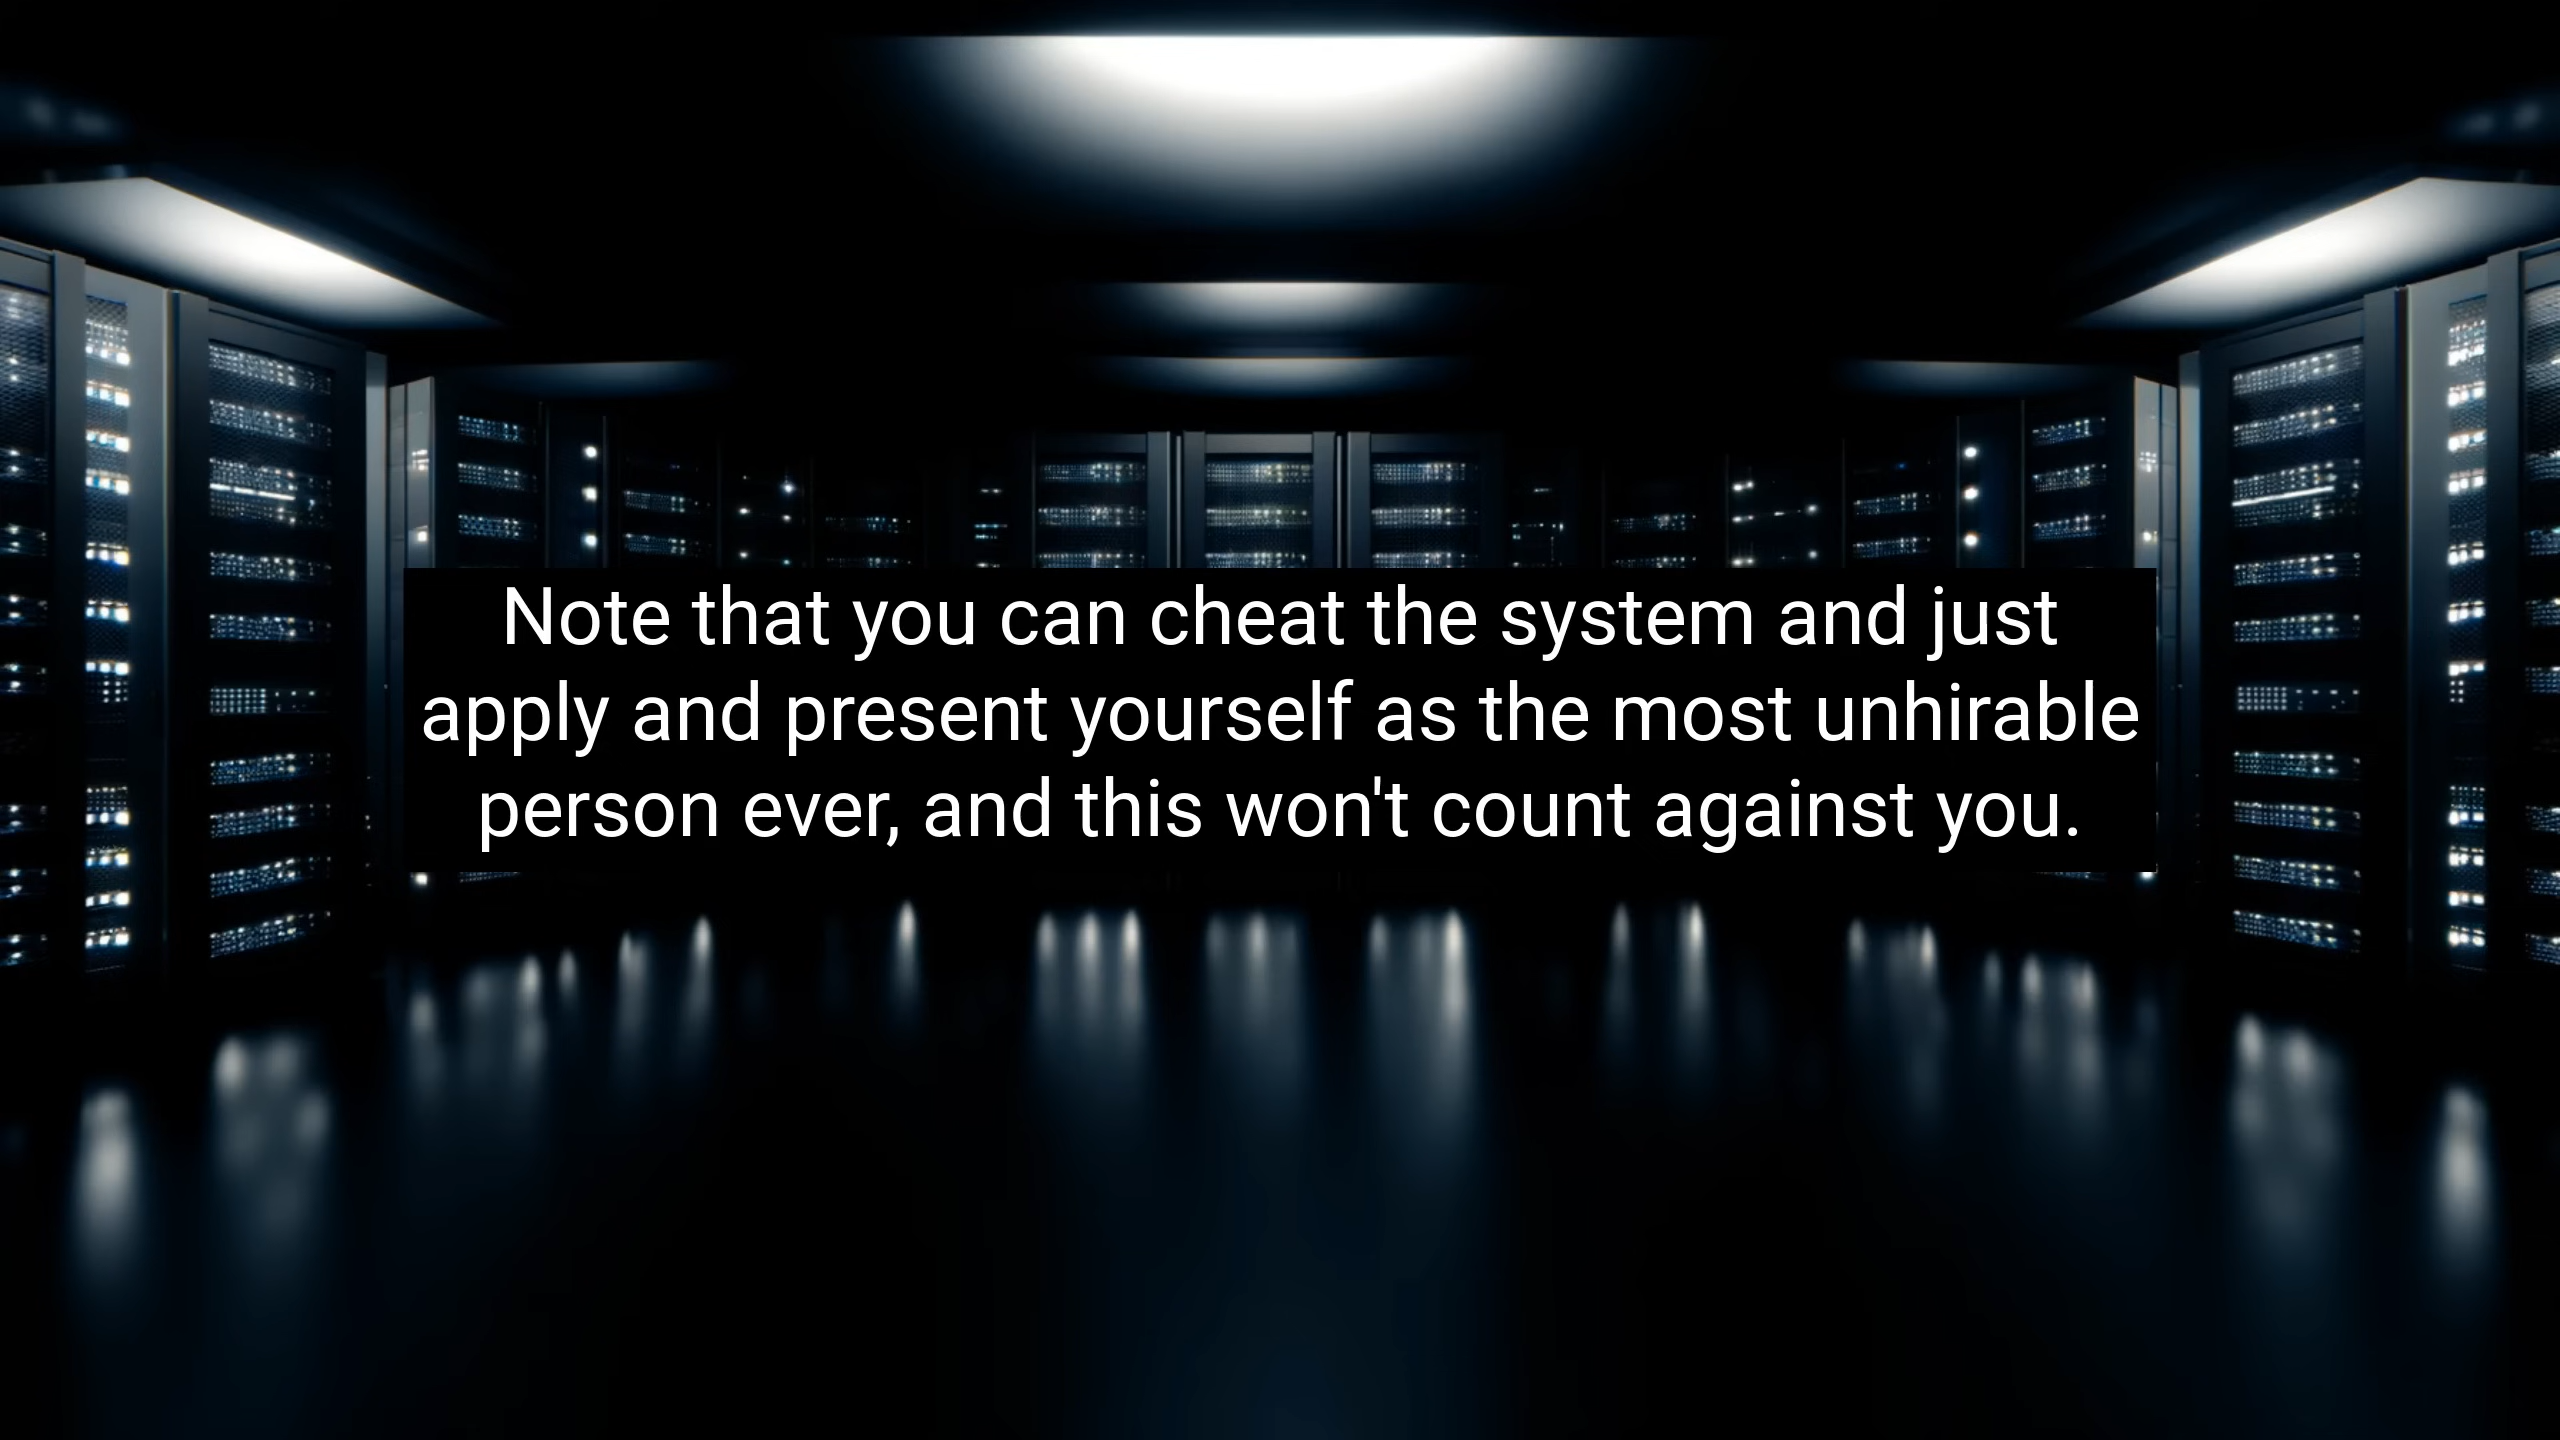 Note that you can cheat the system and just
apply and present yourself as the most unhirable
person ever, and this won't count against you.